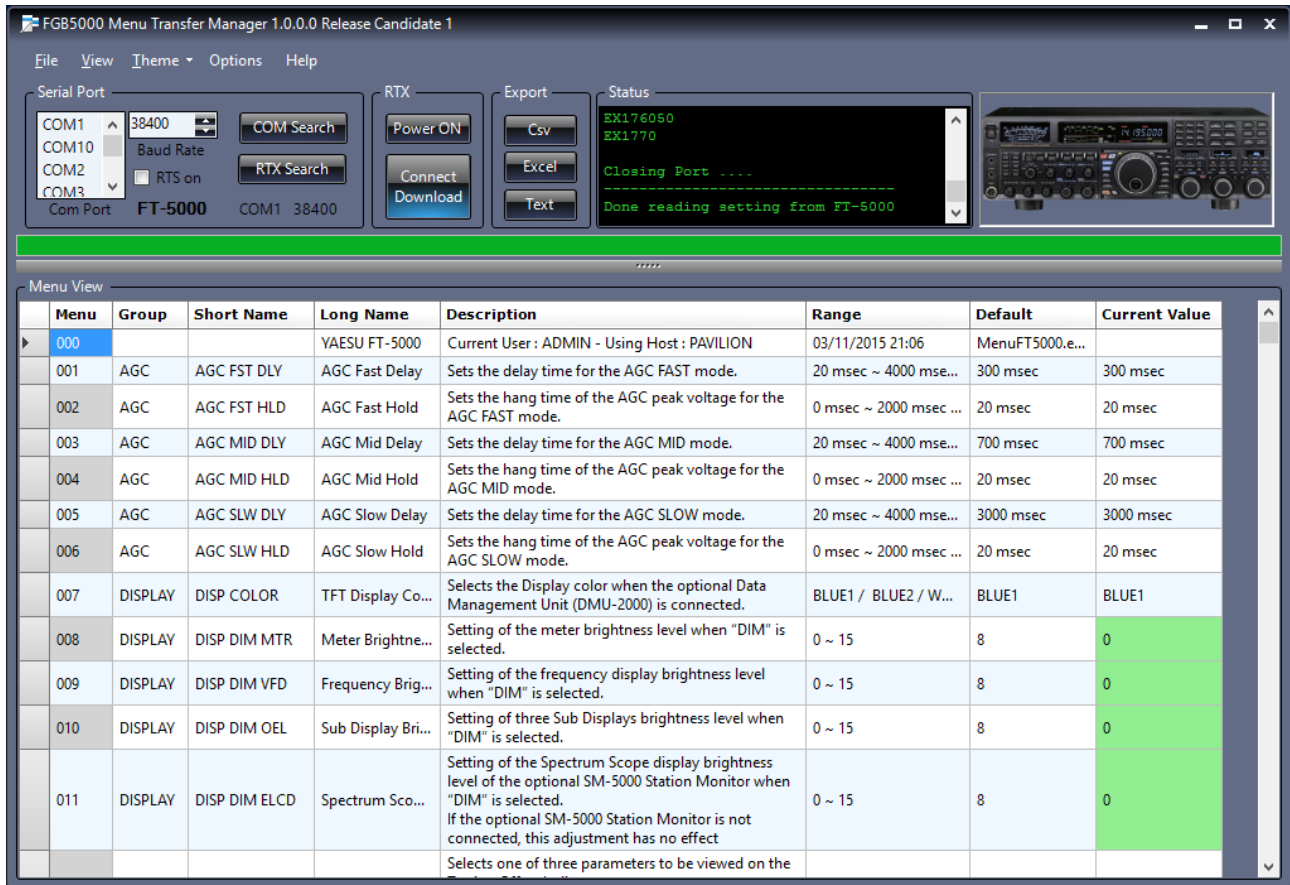 FGB5000 Menu Transfer Manager 1.0.0.0 Release Candidate 1
File View Theme Options Help
Serial Port
COM1
COM10
COM2
COM3
Com Port
38400
Baud Rate
RTS on
FT-5000
COM Search
RTX Search
COM1 38400
RTX
Power ON
Connect
Download
Export
Csv
Excel
Text
Status
EX176050
EX1770
Closing Port ....
---------------------------------
Done reading setting from FT-5000
14.195.000
Menu View
Menu Group Short Name Long Name Description Range Default Current Value
000 YAESU FT-5000 Current User : ADMIN - Using Host : PAVILION 03/11/2015 21:06 MenuFT5000.e...
001 AGC AGC FST DLY AGC Fast Delay Sets the delay time for the AGC FAST mode. 20 msec ~ 4000 mse... 300 msec 300 msec
002 AGC AGC FST HLD AGC Fast Hold Sets the hang time of the AGC peak voltage for the
AGC FAST mode. 0 msec ~ 2000 msec ... 20 msec 20 msec
003 AGC AGC MID DLY AGC Mid Delay Sets the delay time for the AGC MID mode. 20 msec ~ 4000 mse... 700 msec 700 msec
004 AGC AGC MID HLD AGC Mid Hold Sets the hang time of the AGC peak voltage for the
AGC MID mode. 0 msec ~ 2000 msec ... 20 msec 20 msec
005 AGC AGC SLW DLY AGC Slow Delay Sets the delay time for the AGC SLOW mode. 20 msec ~ 4000 mse... 3000 msec 3000 msec
006 AGC AGC SLW HLD AGC Slow Hold Sets the hang time of the AGC peak voltage for the
AGC SLOW mode. 0 msec ~ 2000 msec ... 20 msec 20 msec
007 DISPLAY DISP COLOR TFT Display Co... Selects the Display color when the optional Data
Management Unit (DMU-2000) is connected. BLUE1 / BLUE2 / W... BLUE1 BLUE1
008 DISPLAY DISP DIM MTR Meter Brightne... Setting of the meter brightness level when “DIM” is
selected. 0 ~ 15 8 0
009 DISPLAY DISP DIM VFD Frequency Brig... Setting of the frequency display brightness level
when “DIM” is selected. 0 ~ 15 8 0
010 DISPLAY DISP DIM OEL Sub Display Bri... Setting of three Sub Displays brightness level when
“DIM” is selected. 0 ~ 15 8 0
011 DISPLAY DISP DIM ELCD Spectrum Sco... Setting of the Spectrum Scope display brightness
level of the optional SM-5000 Station Monitor when
“DIM” is selected.
If the optional SM-5000 Station Monitor is not
connected, this adjustment has no effect 0 ~ 15 8 0
Selects one of three parameters to be viewed on the